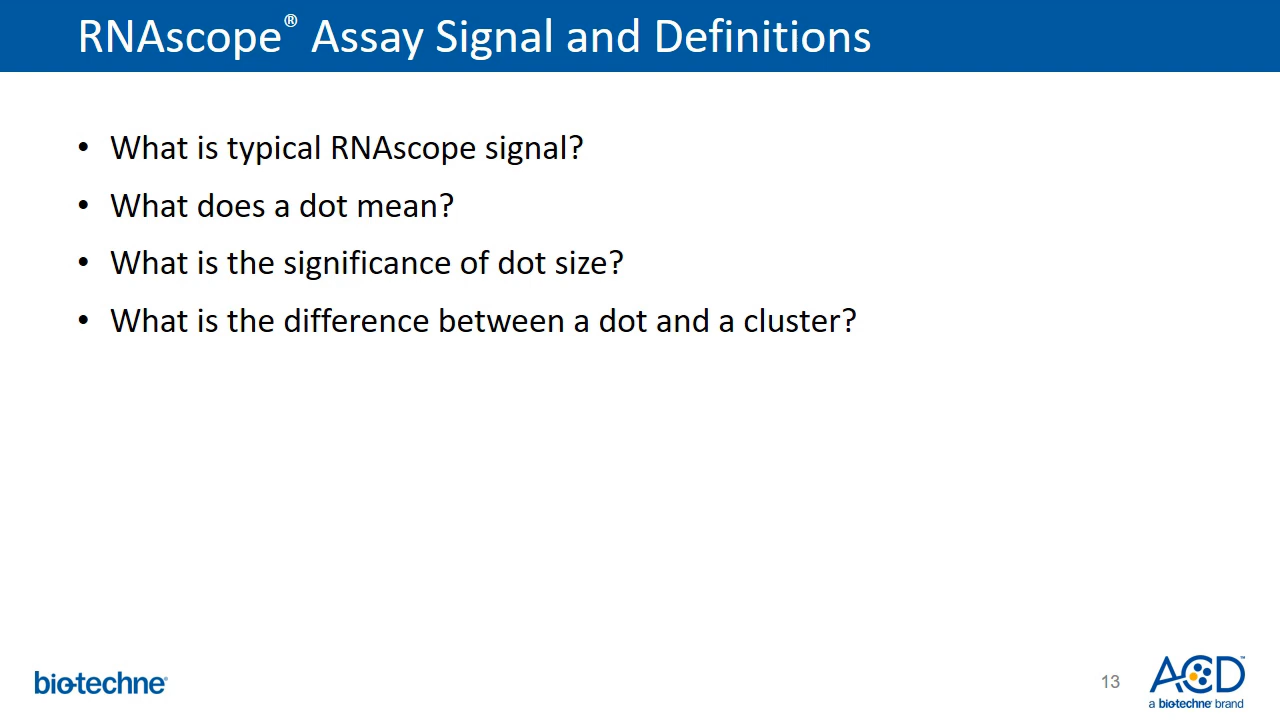 RNAscope® Assay Signal and Definitions
• What is typical RNAscope signal?
• What does a dot mean?
• What is the significance of dot size?
• What is the difference between a dot and a cluster?
bio-techne®
13
ACD™
a bio-techne® brand